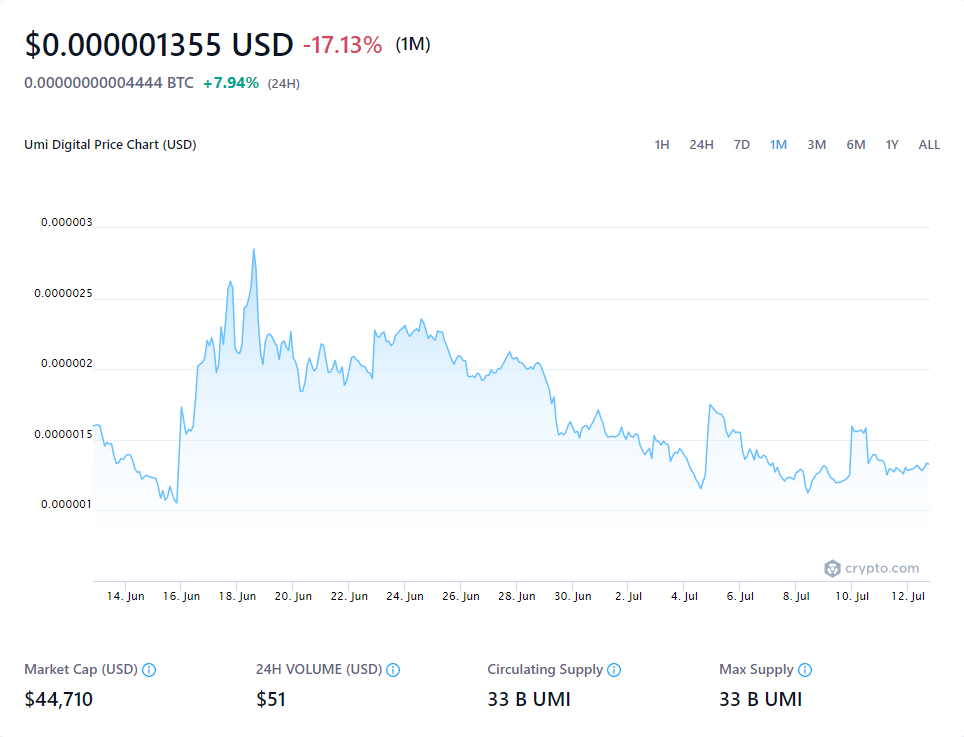 $0.000001355 USD -17.13% (1M)
0.00000000004444 BTC +7.94% (24H)
Umi Digital Price Chart (USD) 1H 24H 7D 1M 3M 6M 1Y ALL
0.000003
0.0000025
0.000002
0.0000015
0.000001
crypto.com
14. Jun 16. Jun 18. Jun 20. Jun 22. Jun 24. Jun 26. Jun 28. Jun 30. Jun 2. Jul 4. Jul 6. Jul 8. Jul 10. Jul 12. Jul
Market Cap (USD) 24H VOLUME (USD) Circulating Supply Max Supply
$44,710 $51 33 B UMI 33 B UMI